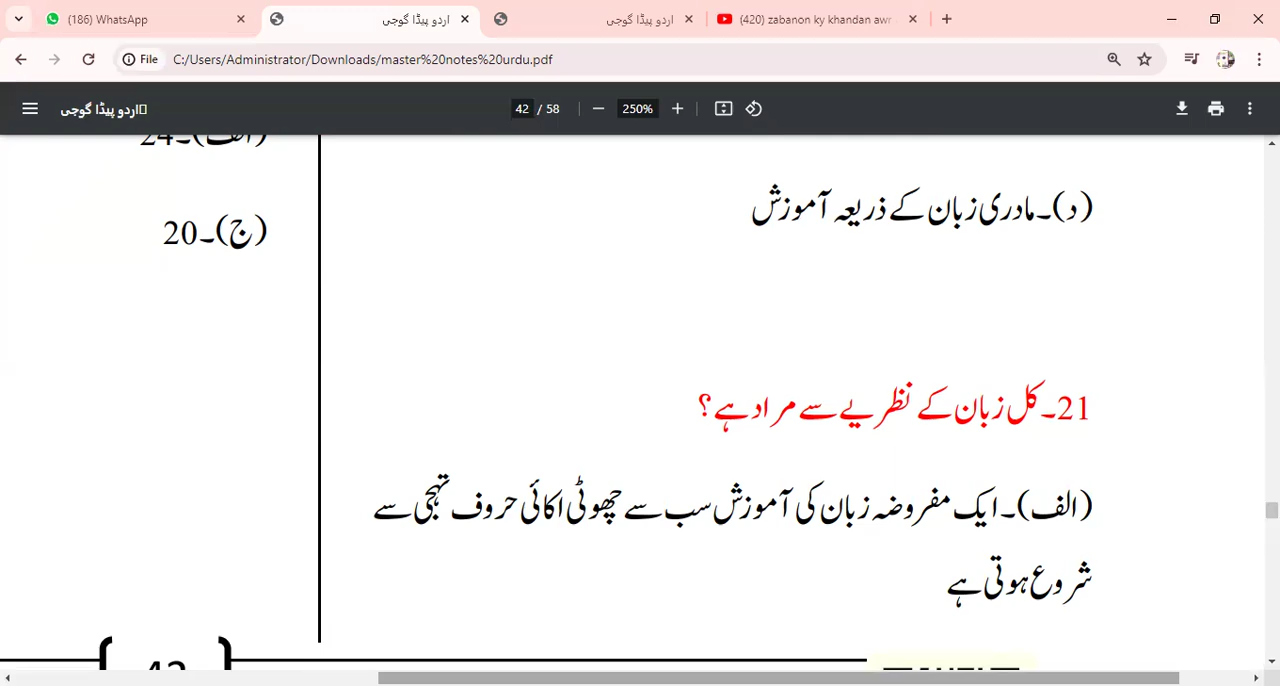 (186) WhatsApp
اردو پیڈا گوجی
اردو پیڈا گوجی
(420) zabanon ky khandan awr
File
C:/Users/Administrator/Downloads/master%20notes%20urdu.pdf
اردو پیڈا گوجی
42 / 58
250%
(د)۔مادری زبان کے ذریعہ آموزش
21۔کل زبان کے نظریے سے مراد ہے؟
(الف)۔ایک مفروضہ زبان کی آموزش سب سے چھوٹی اکائی حروف تہجی سے
شروع ہوتی ہے
(الف)۔24
(ج)۔20
42